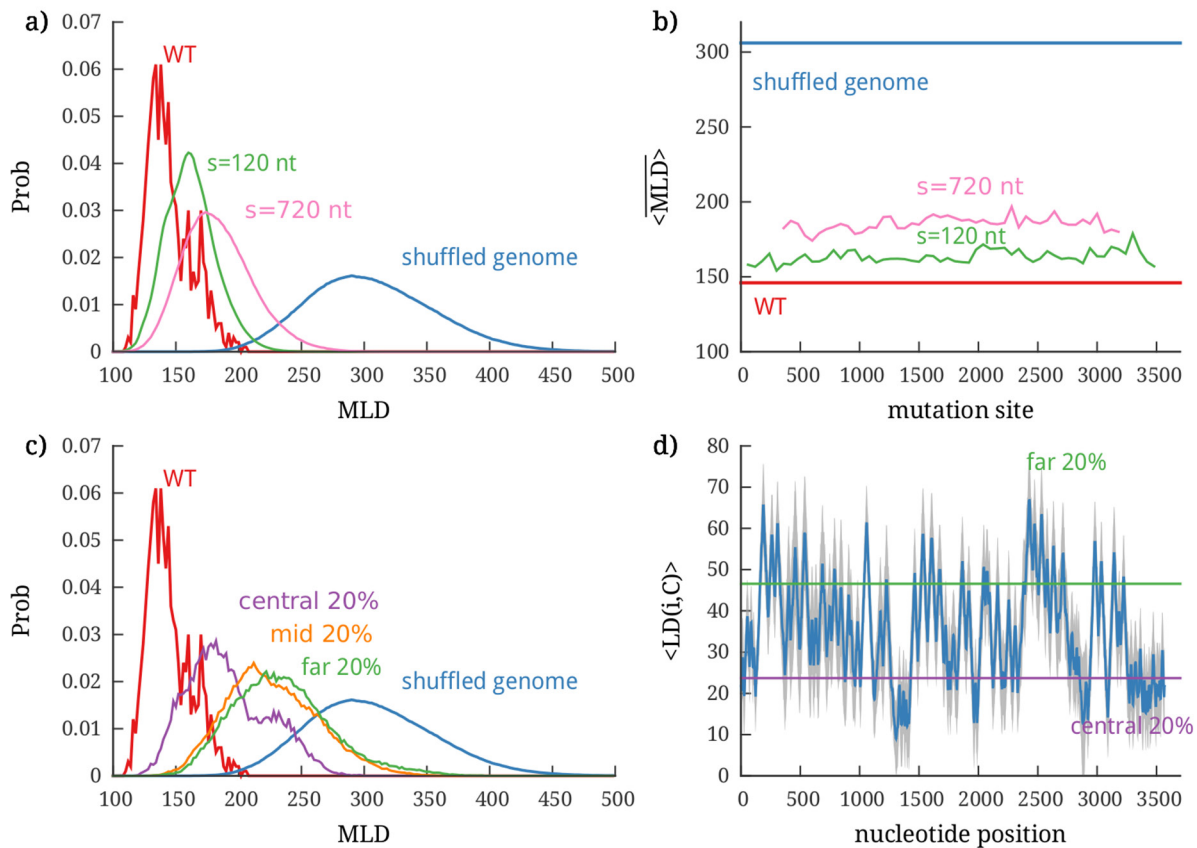 a)
0.07
0.06
0.05
0.04
0.03
0.02
0.01
0
Prob
WT
s=120 nt
s=720 nt
shuffled genome
100 150 200 250 300 350 400 450 500
MLD
b)
300
250
200
150
100
<MLD>
shuffled genome
s=720 nt
s=120 nt
WT
0 500 1000 1500 2000 2500 3000 3500
mutation site
c)
0.07
0.06
0.05
0.04
0.03
0.02
0.01
0
Prob
WT
central 20%
mid 20%
far 20%
shuffled genome
100 150 200 250 300 350 400 450 500
MLD
d)
80
70
60
50
40
30
20
10
0
<LD(i,C)>
far 20%
central 20%
0 500 1000 1500 2000 2500 3000 3500
nucleotide position